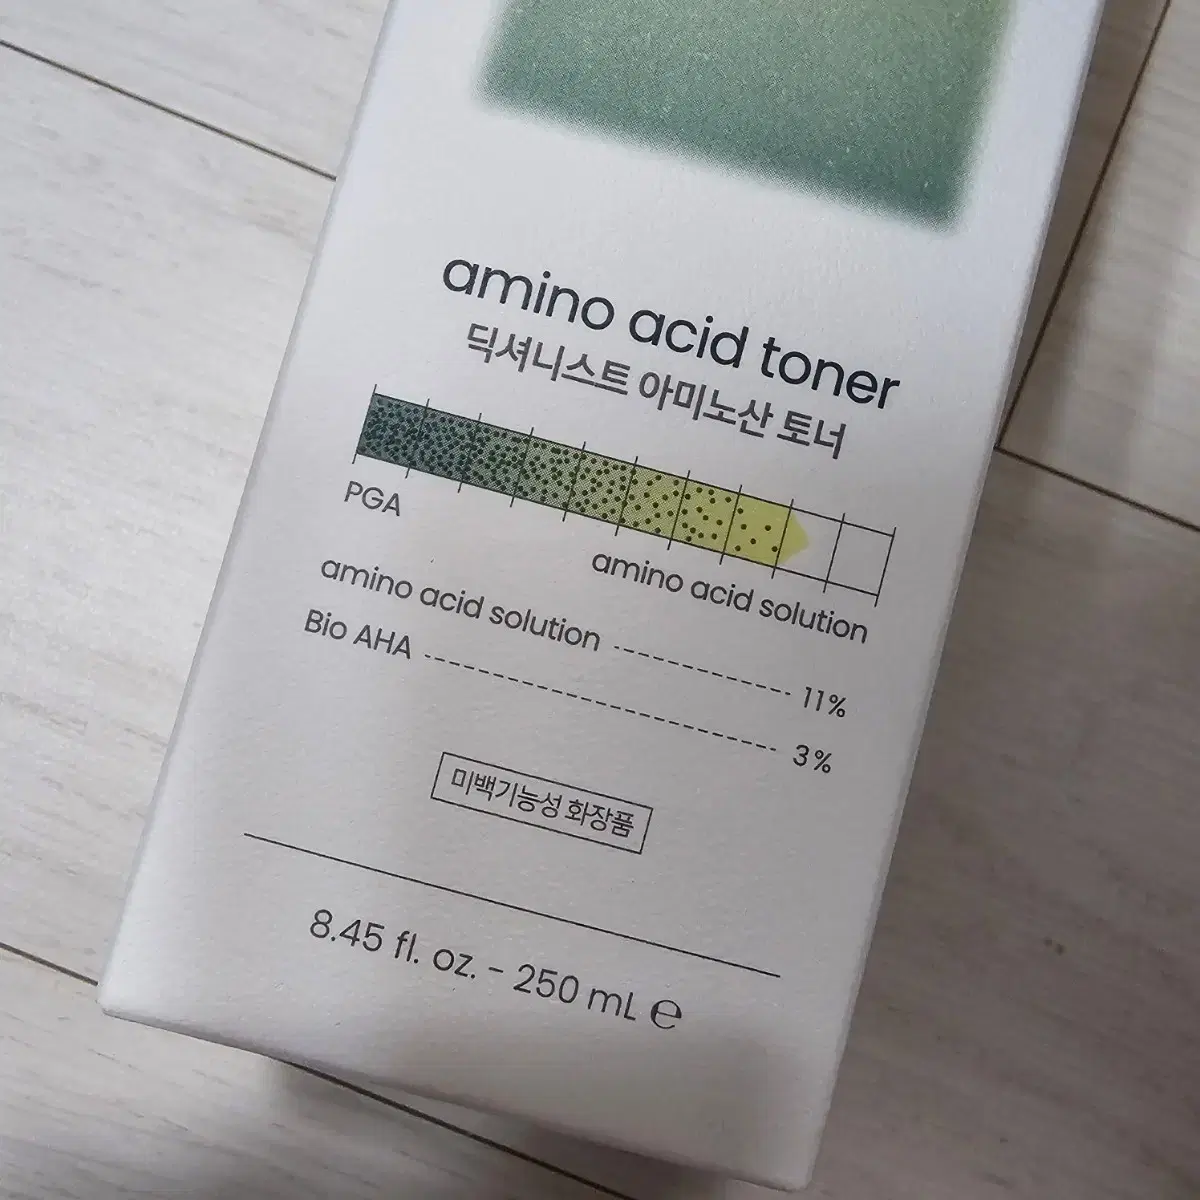 amino acid toner
딕셔니스트 아미노산 토너
PGA
amino acid solution
amino acid solution 11%
Bio AHA 3%
미백기능성 화장품
8.45 fl. oz. - 250 mL ℮